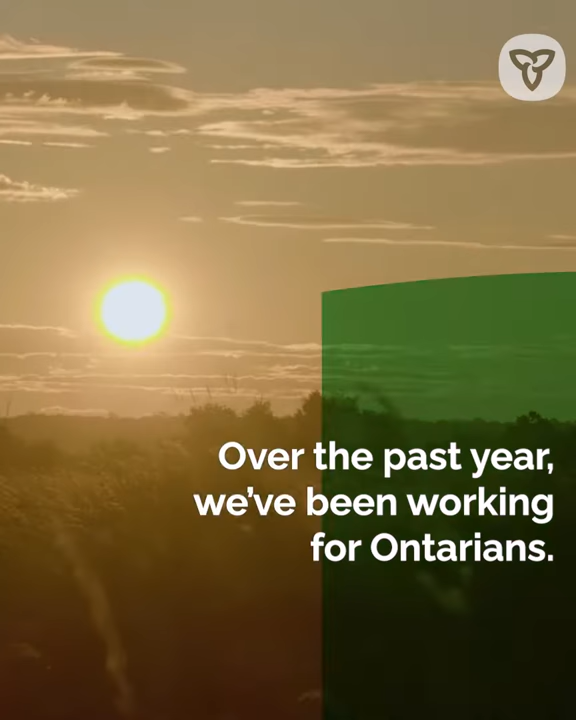 Over the past year,
we've been working
for Ontarians.